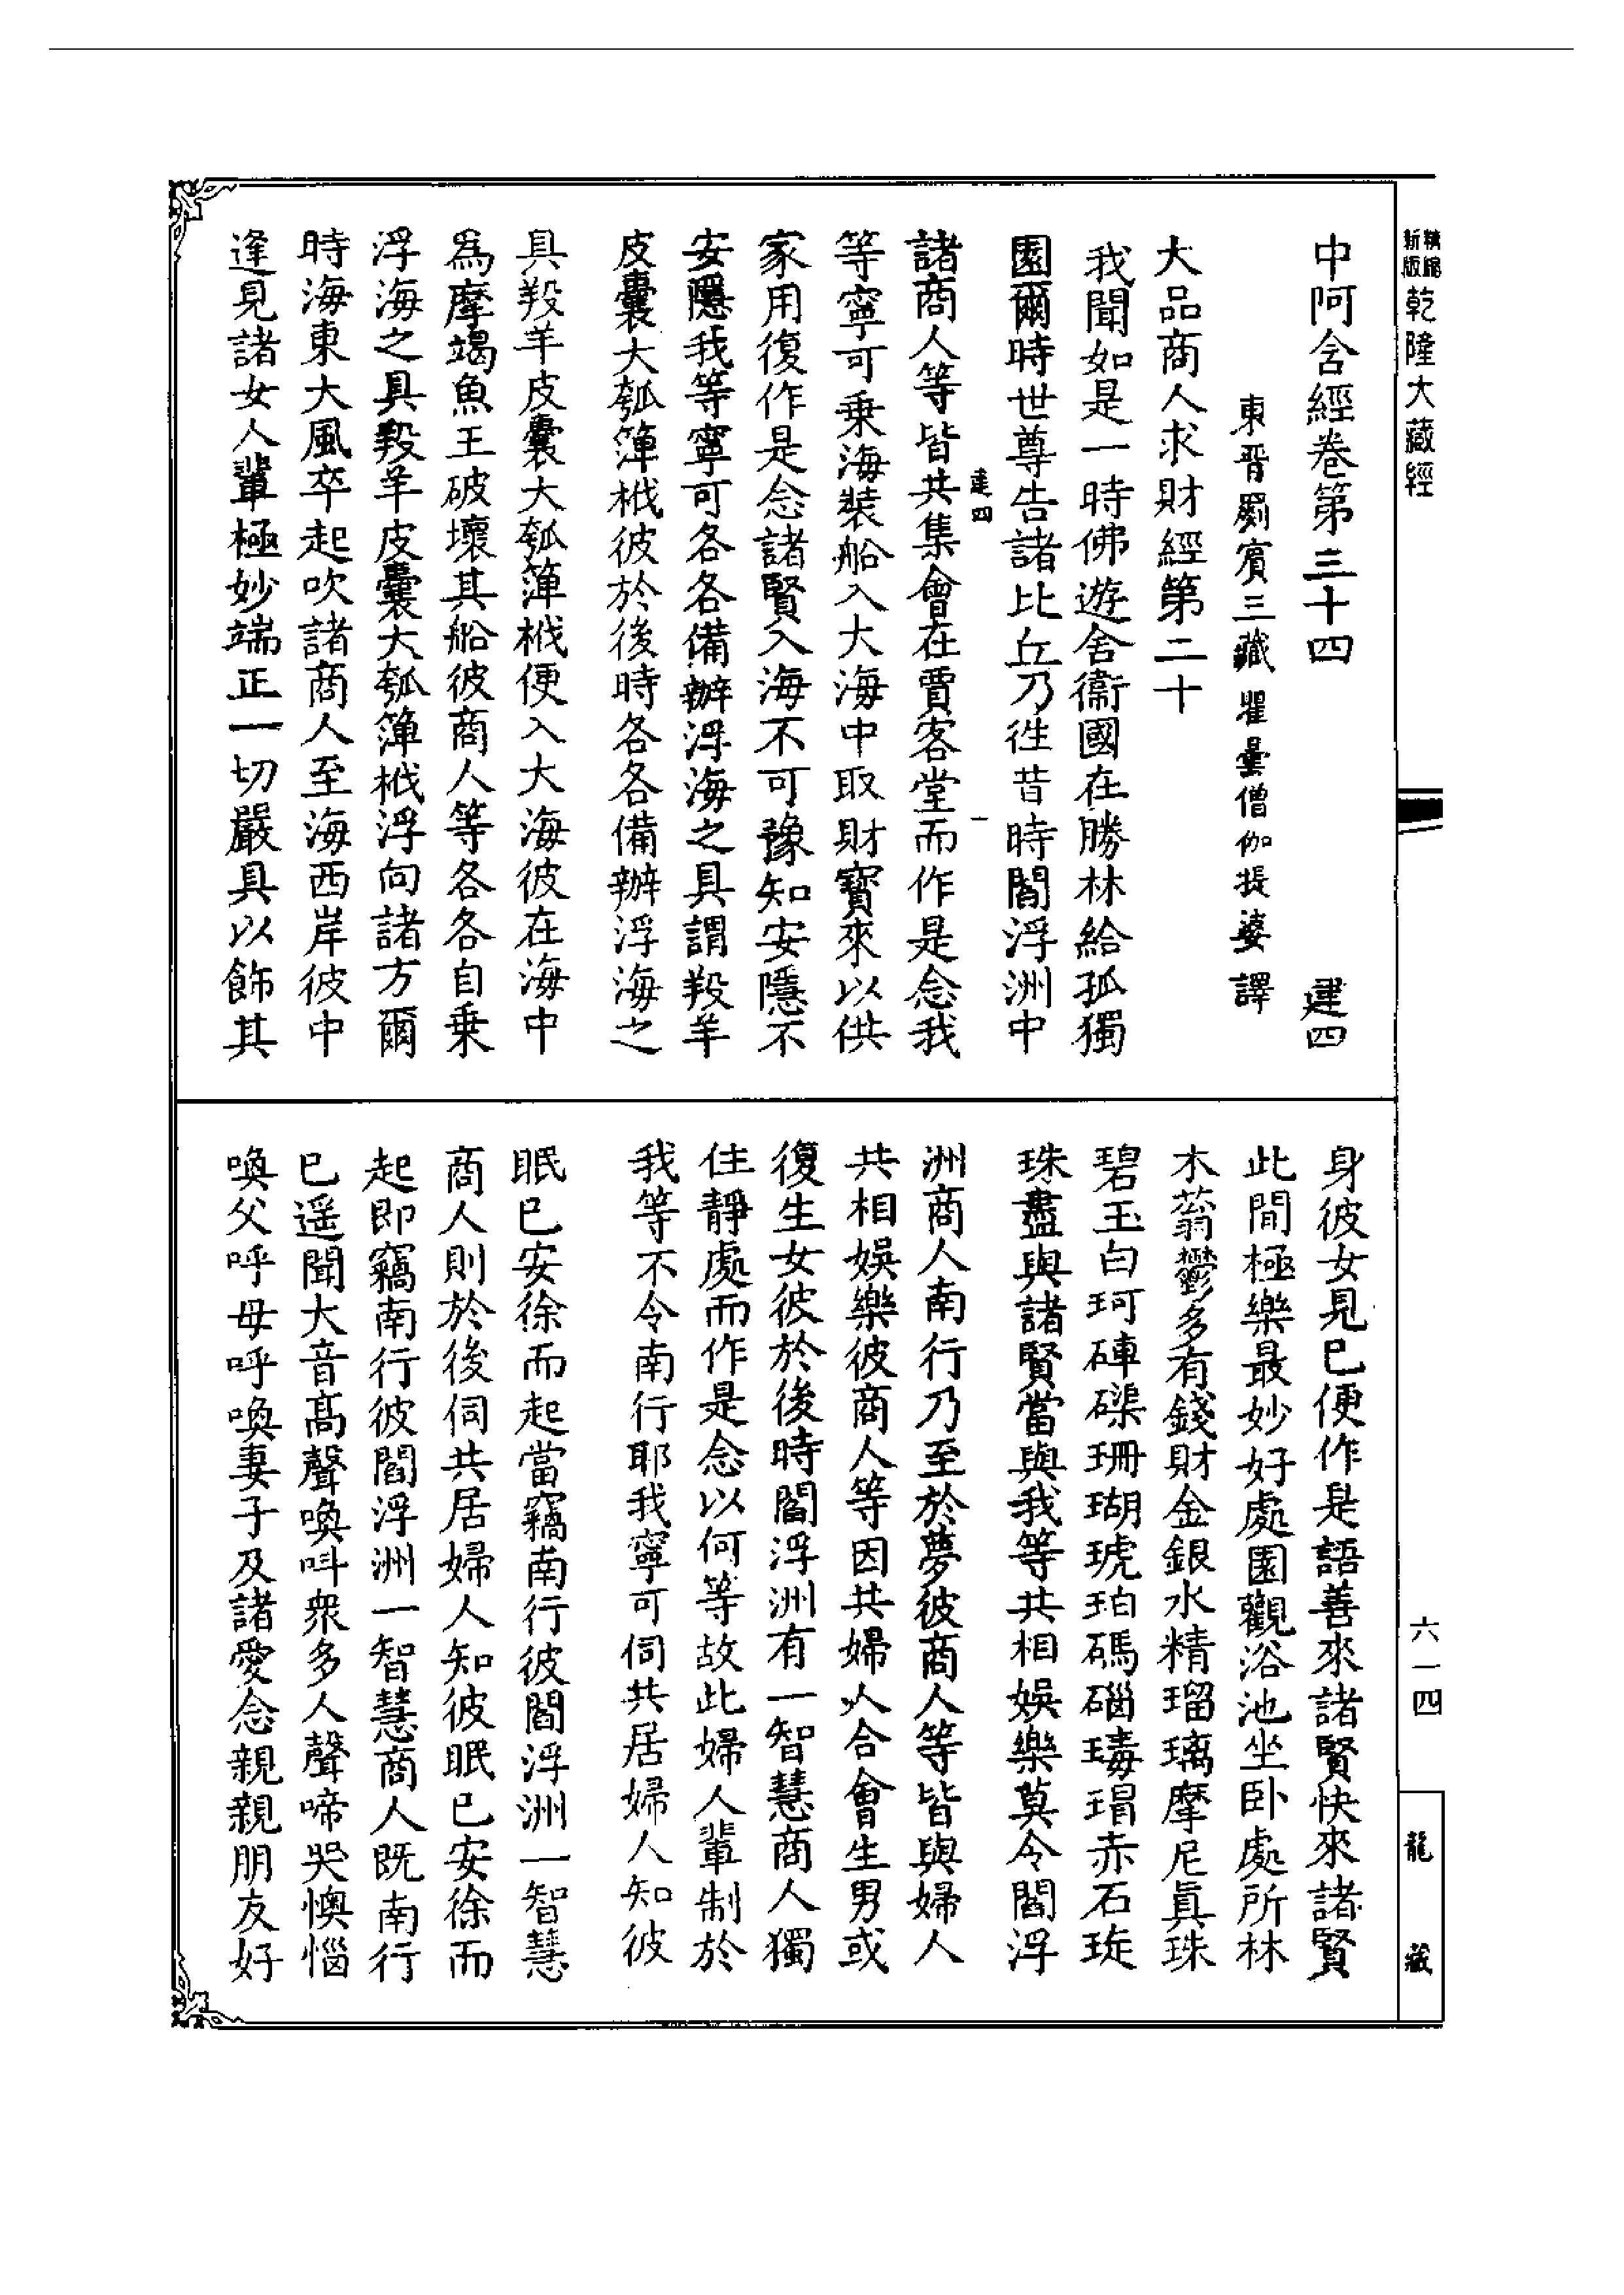 精縮新版乾隆大藏經
中阿含經卷第三十四 建四
東晉罽賓三藏瞿曇僧伽提婆譯
大品商人求財經第二十
我聞如是一時佛遊舍衞國在勝林給孤獨
園爾時世尊告諸比丘乃徃昔時閻浮洲中
建四 一
諸商人等皆共集會在賈客堂而作是念我
等寧可乗海裝船入大海中取財寶來以供
家用復作是念諸賢入海不可豫知安隱不
安隱我等寧可各各備辦浮海之具謂羖羊
皮囊大瓠箄栰彼於後時各各備辦浮海之
具羖羊皮囊大瓠箄栰便入大海彼在海中
爲摩竭魚王破壞其船彼商人等各各自乗
浮海之具羖羊皮囊大瓠箄栰浮向諸方爾
時海東大風卒起吹諸商人至海西岸彼中
逢見諸女人輩極妙端正一切嚴具以飾其
身彼女見已便作是語善來諸賢快來諸賢
此間極樂最妙好處園觀浴池坐卧處所林
木蓊鬱多有錢財金銀水精瑠璃摩尼眞珠
碧玉白珂硨磲珊瑚琥珀碼碯瑇瑁赤石琁
珠盡與諸賢當與我等共相娛樂莫令閻浮
洲商人南行乃至於夢彼商人等皆與婦人
共相娛樂彼商人等因共婦人合會生男或
復生女彼於後時閻浮洲有一智慧商人獨
住靜處而作是念以何等故此婦人輩制於
我等不令南行耶我寧可伺共居婦人知彼
眠已安徐而起當竊南行彼閻浮洲一智慧
商人則於後伺共居婦人知彼眠已安徐而
起即竊南行彼閻浮洲一智慧商人既南行
已遥聞大音高聲喚呌衆多人聲啼哭懊惱
喚父呼母呼喚妻子及諸愛念親親朋友好
六一四
龍藏